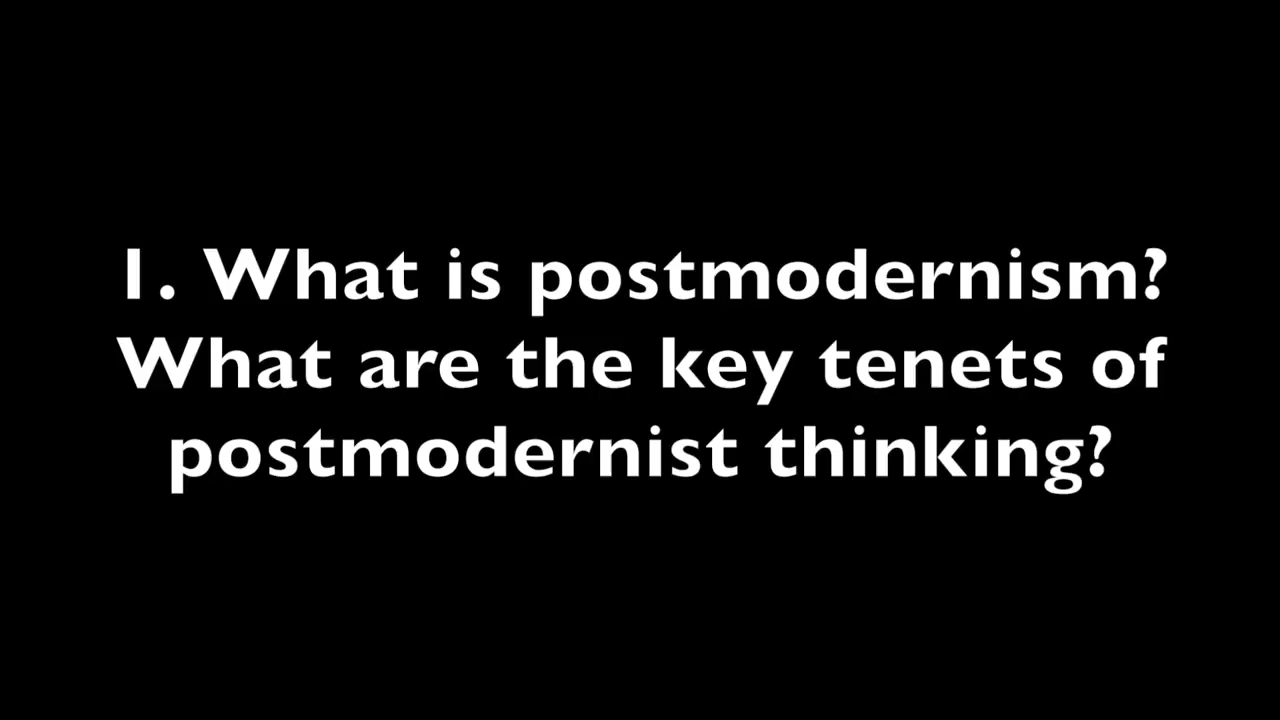 1. What is postmodernism?
What are the key tenets of
postmodernist thinking?